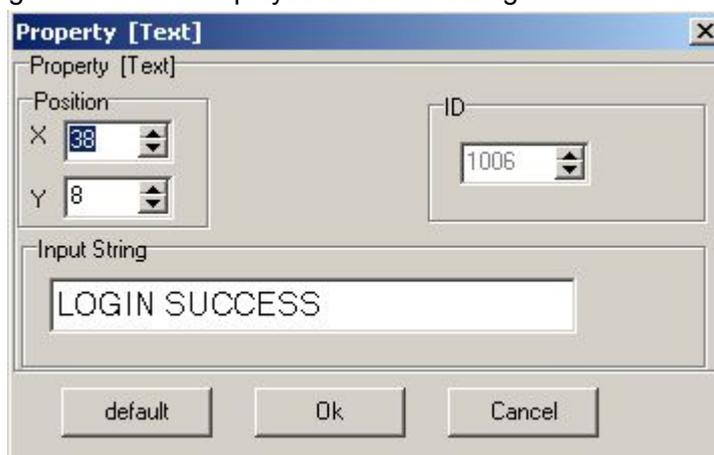 Property [Text]
Property [Text]
Position
X 38
Y 8
ID
1006
Input String
LOGIN SUCCESS
default
Ok
Cancel